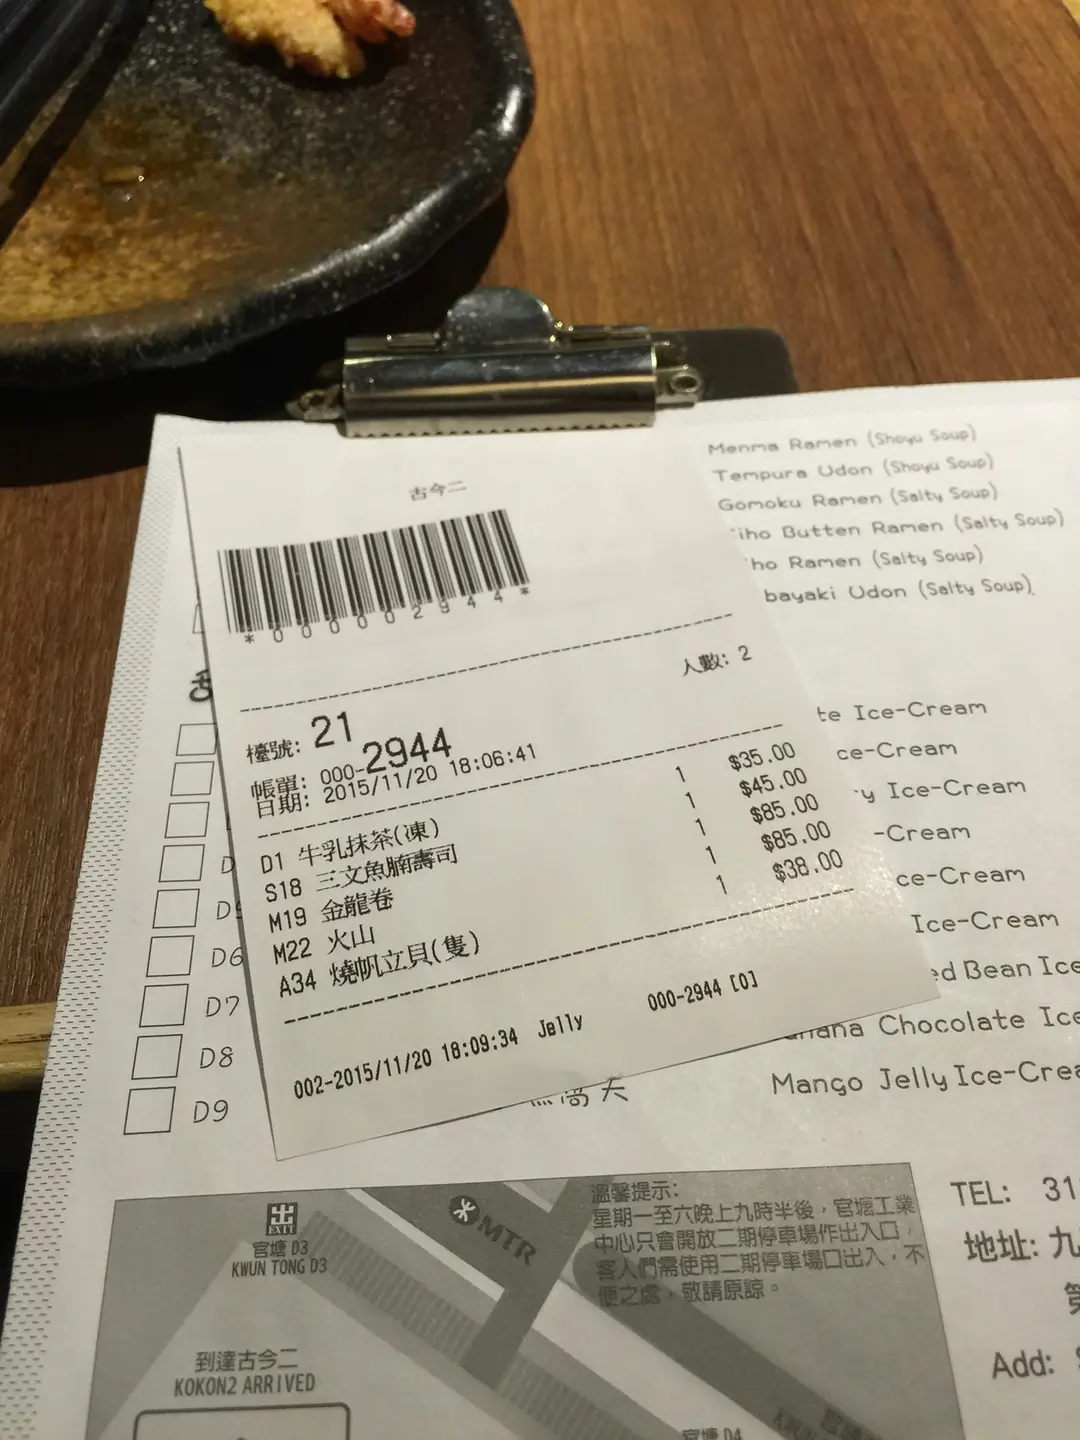 古今二
*00002944*
人數: 2
檯號: 21
帳單: 000-2944
日期: 2015/11/20 18:06:41
D1 牛乳抹茶(凍) 1 $35.00
S18 三文魚腩壽司 1 $45.00
M19 金龍卷 1 $85.00
M22 火山 1 $85.00
A34 燒帆立貝(隻) 1 $38.00
002-2015/11/20 18:09:34 Jelly 000-2944 [0]
Menma Ramen (Shoyu Soup)
Tempura Udon (Shoyu Soup)
Gomoku Ramen (Salty Soup)
Butten Ramen (Salty Soup)
Ramen (Salty Soup)
Udon (Salty Soup)
Ice-Cream
Ice-Cream
Ice-Cream
Ice-Cream
Bean Ice
Chocolate Ice
Mango Jelly Ice-Crea
D6
D7
D8
D9
出
EXIT
官塘 D3
KWUN TONG D3
MTR
溫馨提示:
星期一至六晚上九時半後，官塘工業
中心只會開放二期停車場作出入口，
客人們需使用二期停車場口出入，不
便之處，敬請原諒。
到達古今二
KOKON2 ARRIVED
官塘 D4
TEL: 31
地址: 九
第
Add: